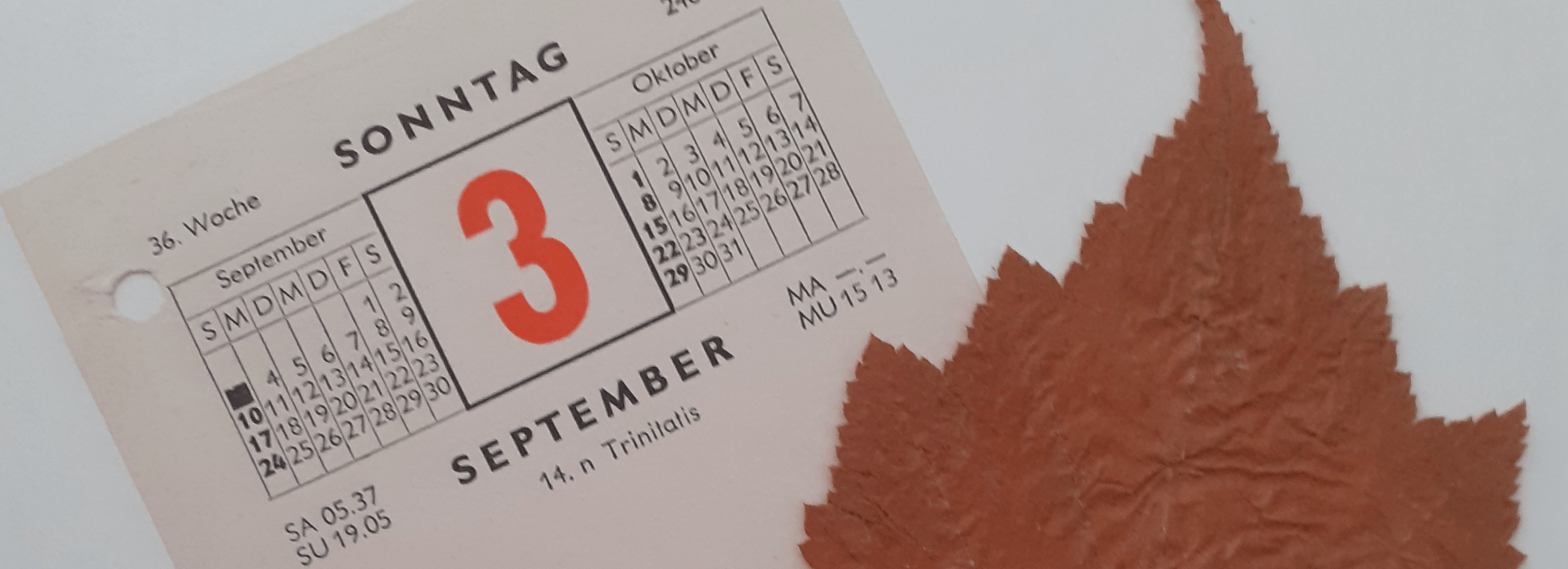 SONNTAG
36. Woche
September
S M D M D F S
1 2
4 5 6 7 8 9
10 11 12 13 14 15 16
17 18 19 20 21 22 23
24 25 26 27 28 29 30
3
Oktober
S M D M D F S
1 2 3 4 5 6 7
8 9 10 11 12 13 14
15 16 17 18 19 20 21
22 23 24 25 26 27 28
29 30 31
SEPTEMBER
14. n Trinitatis
SA 05.37
SU 19.05
MA —.—
MU 15 13